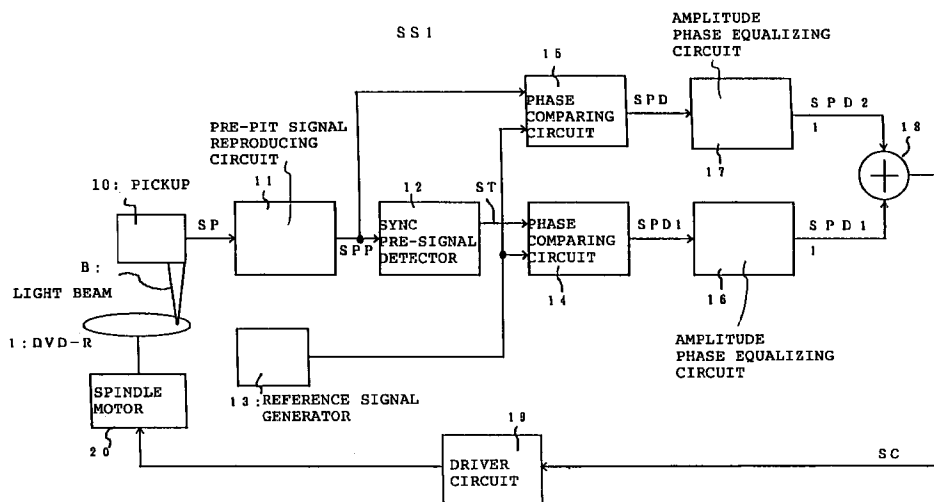 SS1
AMPLITUDE
PHASE EQUALIZING
CIRCUIT
15
PHASE
COMPARING
CIRCUIT
SPD
17
SPD2
1
18
PRE-PIT SIGNAL
REPRODUCING
CIRCUIT
10: PICKUP
SP
11
SPP
12
SYNC
PRE-SIGNAL
DETECTOR
ST
PHASE
COMPARING
CIRCUIT
14
SPD1
16
SPD1
1
B:
LIGHT BEAM
1:DVD-R
AMPLITUDE
PHASE EQUALIZING
CIRCUIT
13:REFERENCE SIGNAL
GENERATOR
SPINDLE
MOTOR
20
19
DRIVER
CIRCUIT
SC